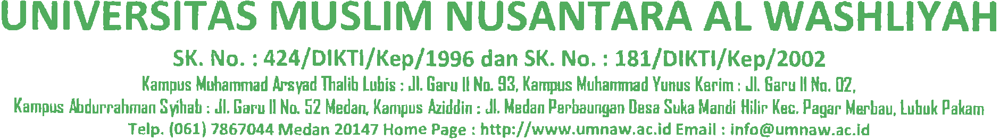 UNIVERSITAS MUSLIM NUSANTARA AL WASHLIYAH
SK. No. : 424/DIKTI/Kep/1996 dan SK. No. : 181/DIKTI/Kep/2002
Kampus Muhammad Arsyad Thalib Lubis : Jl. Garu II No. 93, Kampus Muhammad Yunus Karim : Jl. Garu II No. 02,
Kampus Abdurrahman Syihab : Jl. Garu II No. 52 Medan, Kampus Aziddin : Jl. Medan Perbaungan Desa Suka Mandi Hilir Kec. Pagar Merbau, Lubuk Pakam
Telp. (061) 7867044 Medan 20147 Home Page : http://www.umnaw.ac.id Email : info@umnaw.ac.id